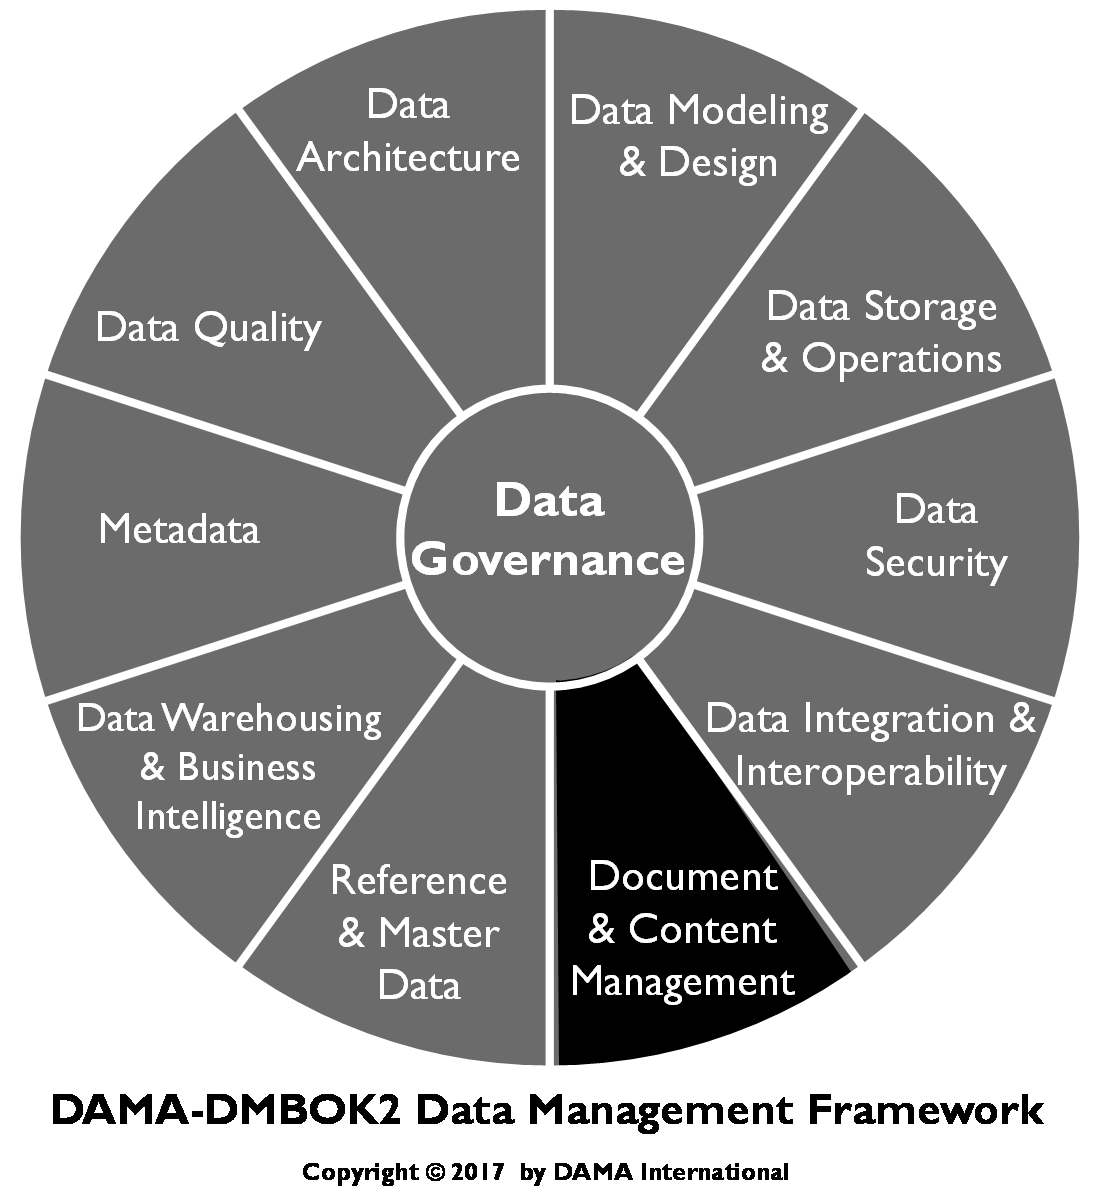 Data
Architecture
Data Modeling
& Design
Data Storage
& Operations
Data
Security
Data Integration &
Interoperability
Document
& Content
Management
Reference
& Master
Data
Data Warehousing
& Business
Intelligence
Metadata
Data Quality
Data
Governance
DAMA-DMBOK2 Data Management Framework
Copyright © 2017 by DAMA International